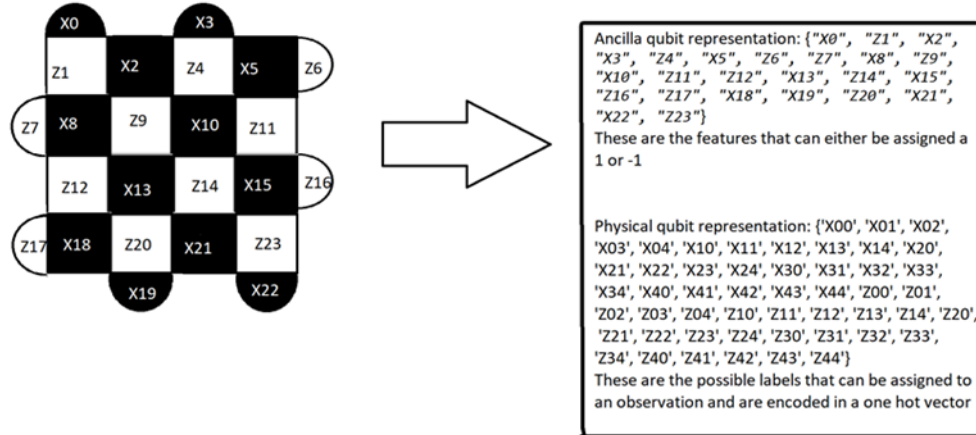 X0 X3
Z1 X2 Z4 X5 Z6
Z7 X8 Z9 X10 Z11
Z12 X13 Z14 X15 Z16
Z17 X18 Z20 X21 Z23
X19 X22
Ancilla qubit representation: {"X0", "Z1", "X2",
"X3", "Z4", "X5", "Z6", "Z7", "X8", "Z9",
"X10", "Z11", "Z12", "X13", "Z14", "X15",
"Z16", "Z17", "X18", "X19", "Z20", "X21",
"X22", "Z23"}
These are the features that can either be assigned a
1 or -1
Physical qubit representation: {'X00', 'X01', 'X02',
'X03', 'X04', 'X10', 'X11', 'X12', 'X13', 'X14', 'X20',
'X21', 'X22', 'X23', 'X24', 'X30', 'X31', 'X32', 'X33',
'X34', 'X40', 'X41', 'X42', 'X43', 'X44', 'Z00', 'Z01',
'Z02', 'Z03', 'Z04', 'Z10', 'Z11', 'Z12', 'Z13', 'Z14', 'Z20',
'Z21', 'Z22', 'Z23', 'Z24', 'Z30', 'Z31', 'Z32', 'Z33',
'Z34', 'Z40', 'Z41', 'Z42', 'Z43', 'Z44'}
These are the possible labels that can be assigned to
an observation and are encoded in a one hot vector